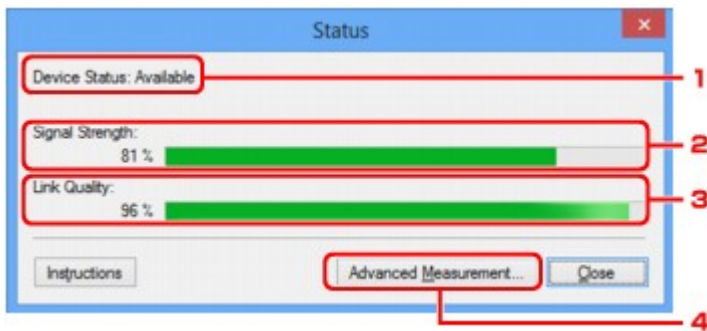 Status
Device Status: Available
1
Signal Strength:
81 %
2
Link Quality:
96 %
3
Instructions
Advanced Measurement...
Close
4